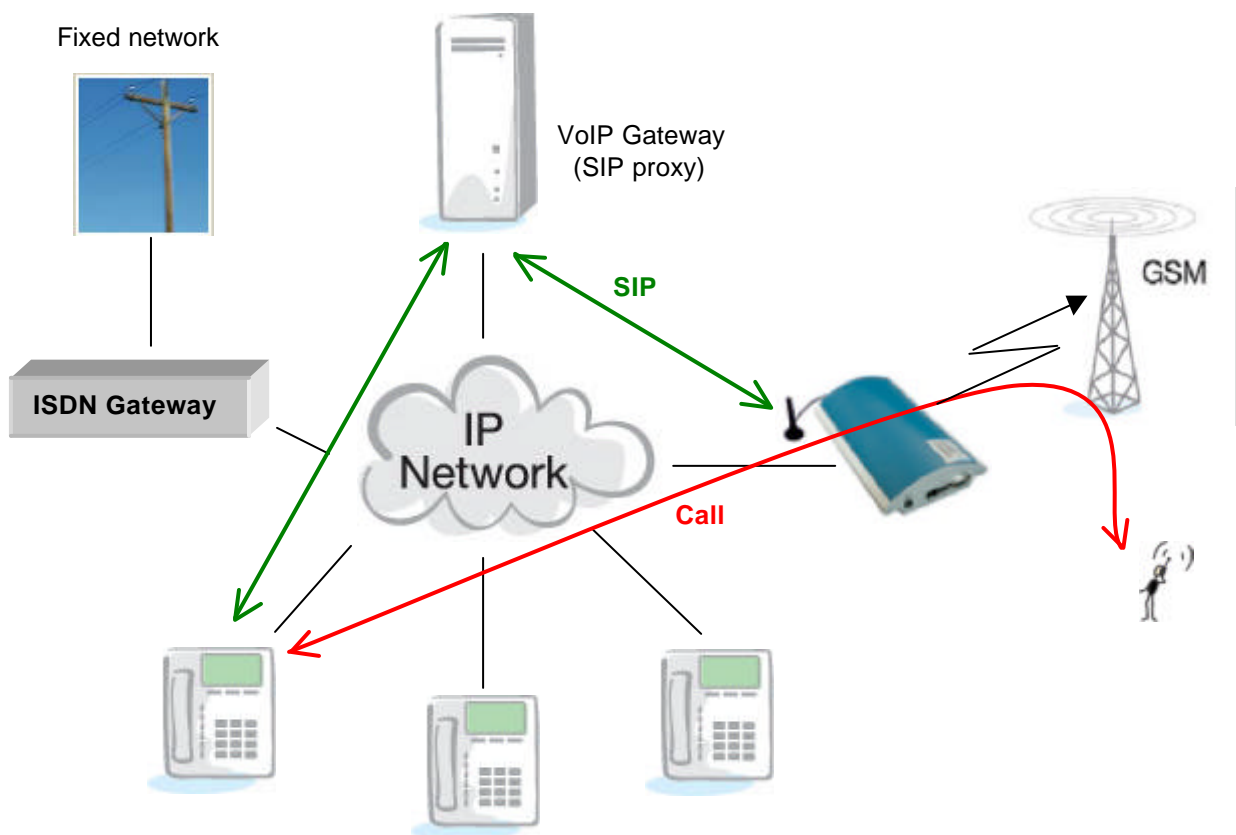 Fixed network
VoIP Gateway
(SIP proxy)
SIP
GSM
ISDN Gateway
IP
Network
Call